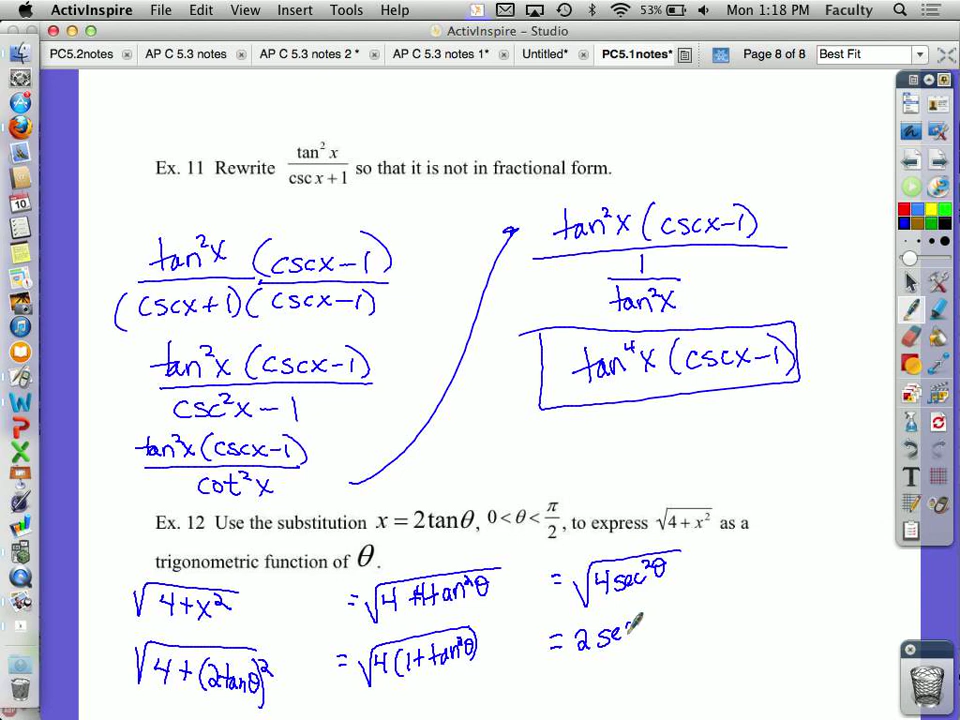 ActivInspire File Edit View Insert Tools Help 53% Mon 1:18 PM Faculty
ActivInspire - Studio
PC5.2notes AP C 5.3 notes AP C 5.3 notes 2 * AP C 5.3 notes 1* Untitled* PC5.1notes* Page 8 of 8 Best Fit
Ex. 11 Rewrite tan² x / csc x + 1 so that it is not in fractional form.
tan²x (cscx – 1)
(cscx + 1)(cscx – 1)
tan²x (cscx – 1)
csc²x – 1
tan²x (cscx – 1)
cot²x
tan²x (cscx – 1)
1
tan²x
tan⁴x (cscx – 1)
Ex. 12 Use the substitution x = 2 tan θ, 0 < θ < π/2, to express √4 + x² as a
trigonometric function of θ.
√4 + x²
√4 + (2tanθ)²
= √4 + 4tan²θ
= √4(1 + tan²θ)
= √4sec²θ
= 2 se